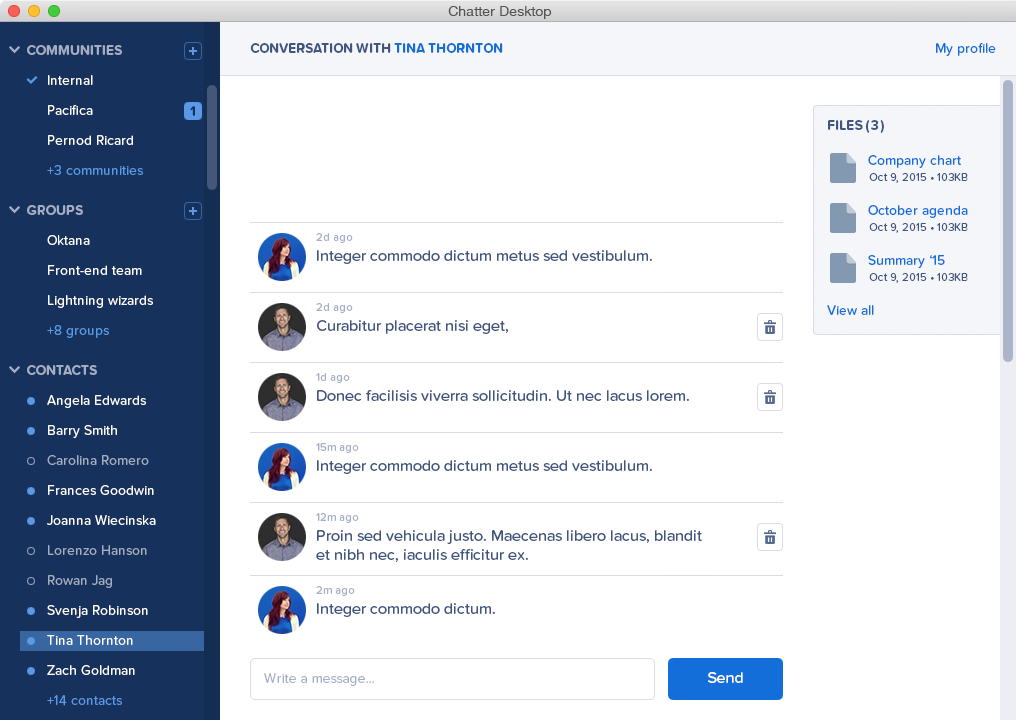 Chatter Desktop
COMMUNITIES
Internal
Pacifica
1
Pernod Ricard
+3 communities
GROUPS
Oktana
Front-end team
Lightning wizards
+8 groups
CONTACTS
Angela Edwards
Barry Smith
Carolina Romero
Frances Goodwin
Joanna Wiecinska
Lorenzo Hanson
Rowan Jag
Svenja Robinson
Tina Thornton
Zach Goldman
+14 contacts
CONVERSATION WITH TINA THORNTON
My profile
2d ago
Integer commodo dictum metus sed vestibulum.
2d ago
Curabitur placerat nisi eget,
1d ago
Donec facilisis viverra sollicitudin. Ut nec lacus lorem.
15m ago
Integer commodo dictum metus sed vestibulum.
12m ago
Proin sed vehicula justo. Maecenas libero lacus, blandit
et nibh nec, iaculis efficitur ex.
2m ago
Integer commodo dictum.
Write a message...
Send
FILES (3)
Company chart
Oct 9, 2015 • 103KB
October agenda
Oct 9, 2015 • 103KB
Summary ‘15
Oct 9, 2015 • 103KB
View all